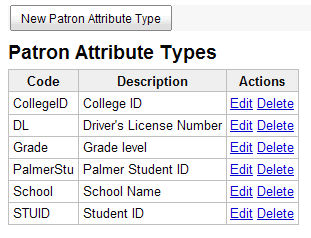 New Patron Attribute Type
Patron Attribute Types
Code Description Actions
CollegeID College ID Edit Delete
DL Driver's License Number Edit Delete
Grade Grade level Edit Delete
PalmerStu Palmer Student ID Edit Delete
School School Name Edit Delete
STUID Student ID Edit Delete